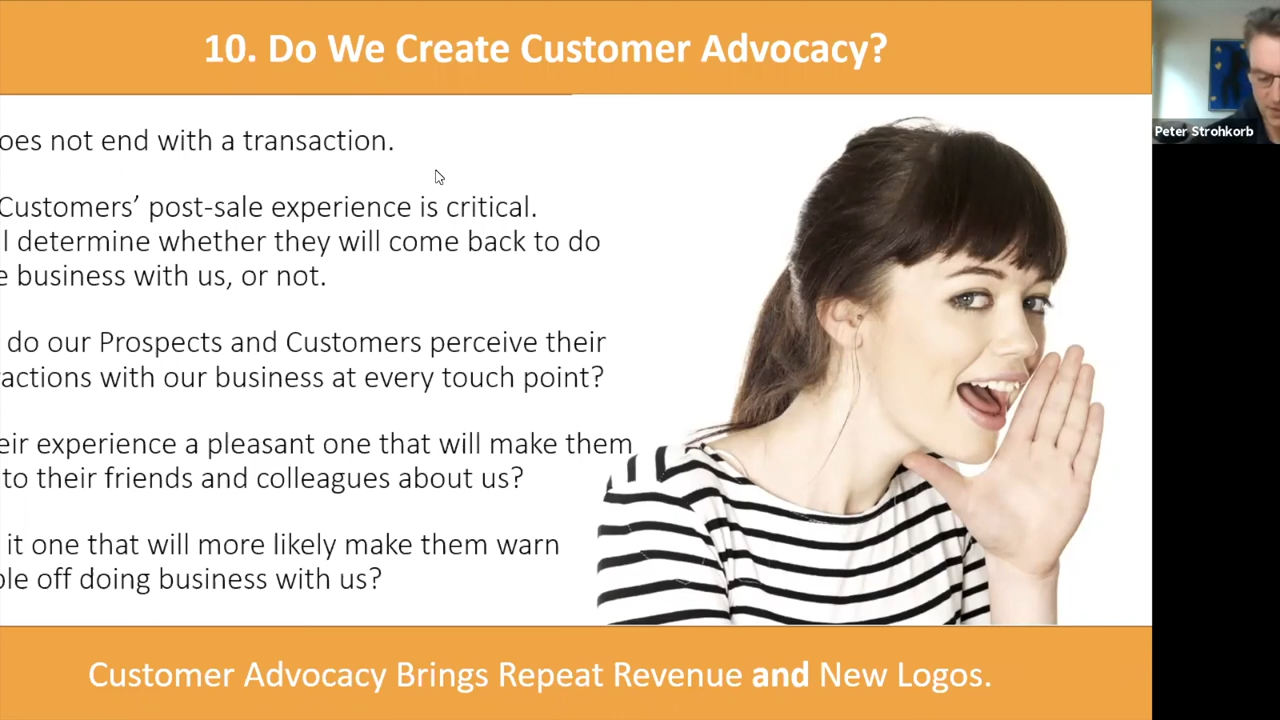 10. Do We Create Customer Advocacy?
oes not end with a transaction.
Customers’ post-sale experience is critical.
l determine whether they will come back to do
e business with us, or not.
do our Prospects and Customers perceive their
ractions with our business at every touch point?
eir experience a pleasant one that will make them
to their friends and colleagues about us?
it one that will more likely make them warn
ple off doing business with us?
Customer Advocacy Brings Repeat Revenue and New Logos.
Peter Strohkorb